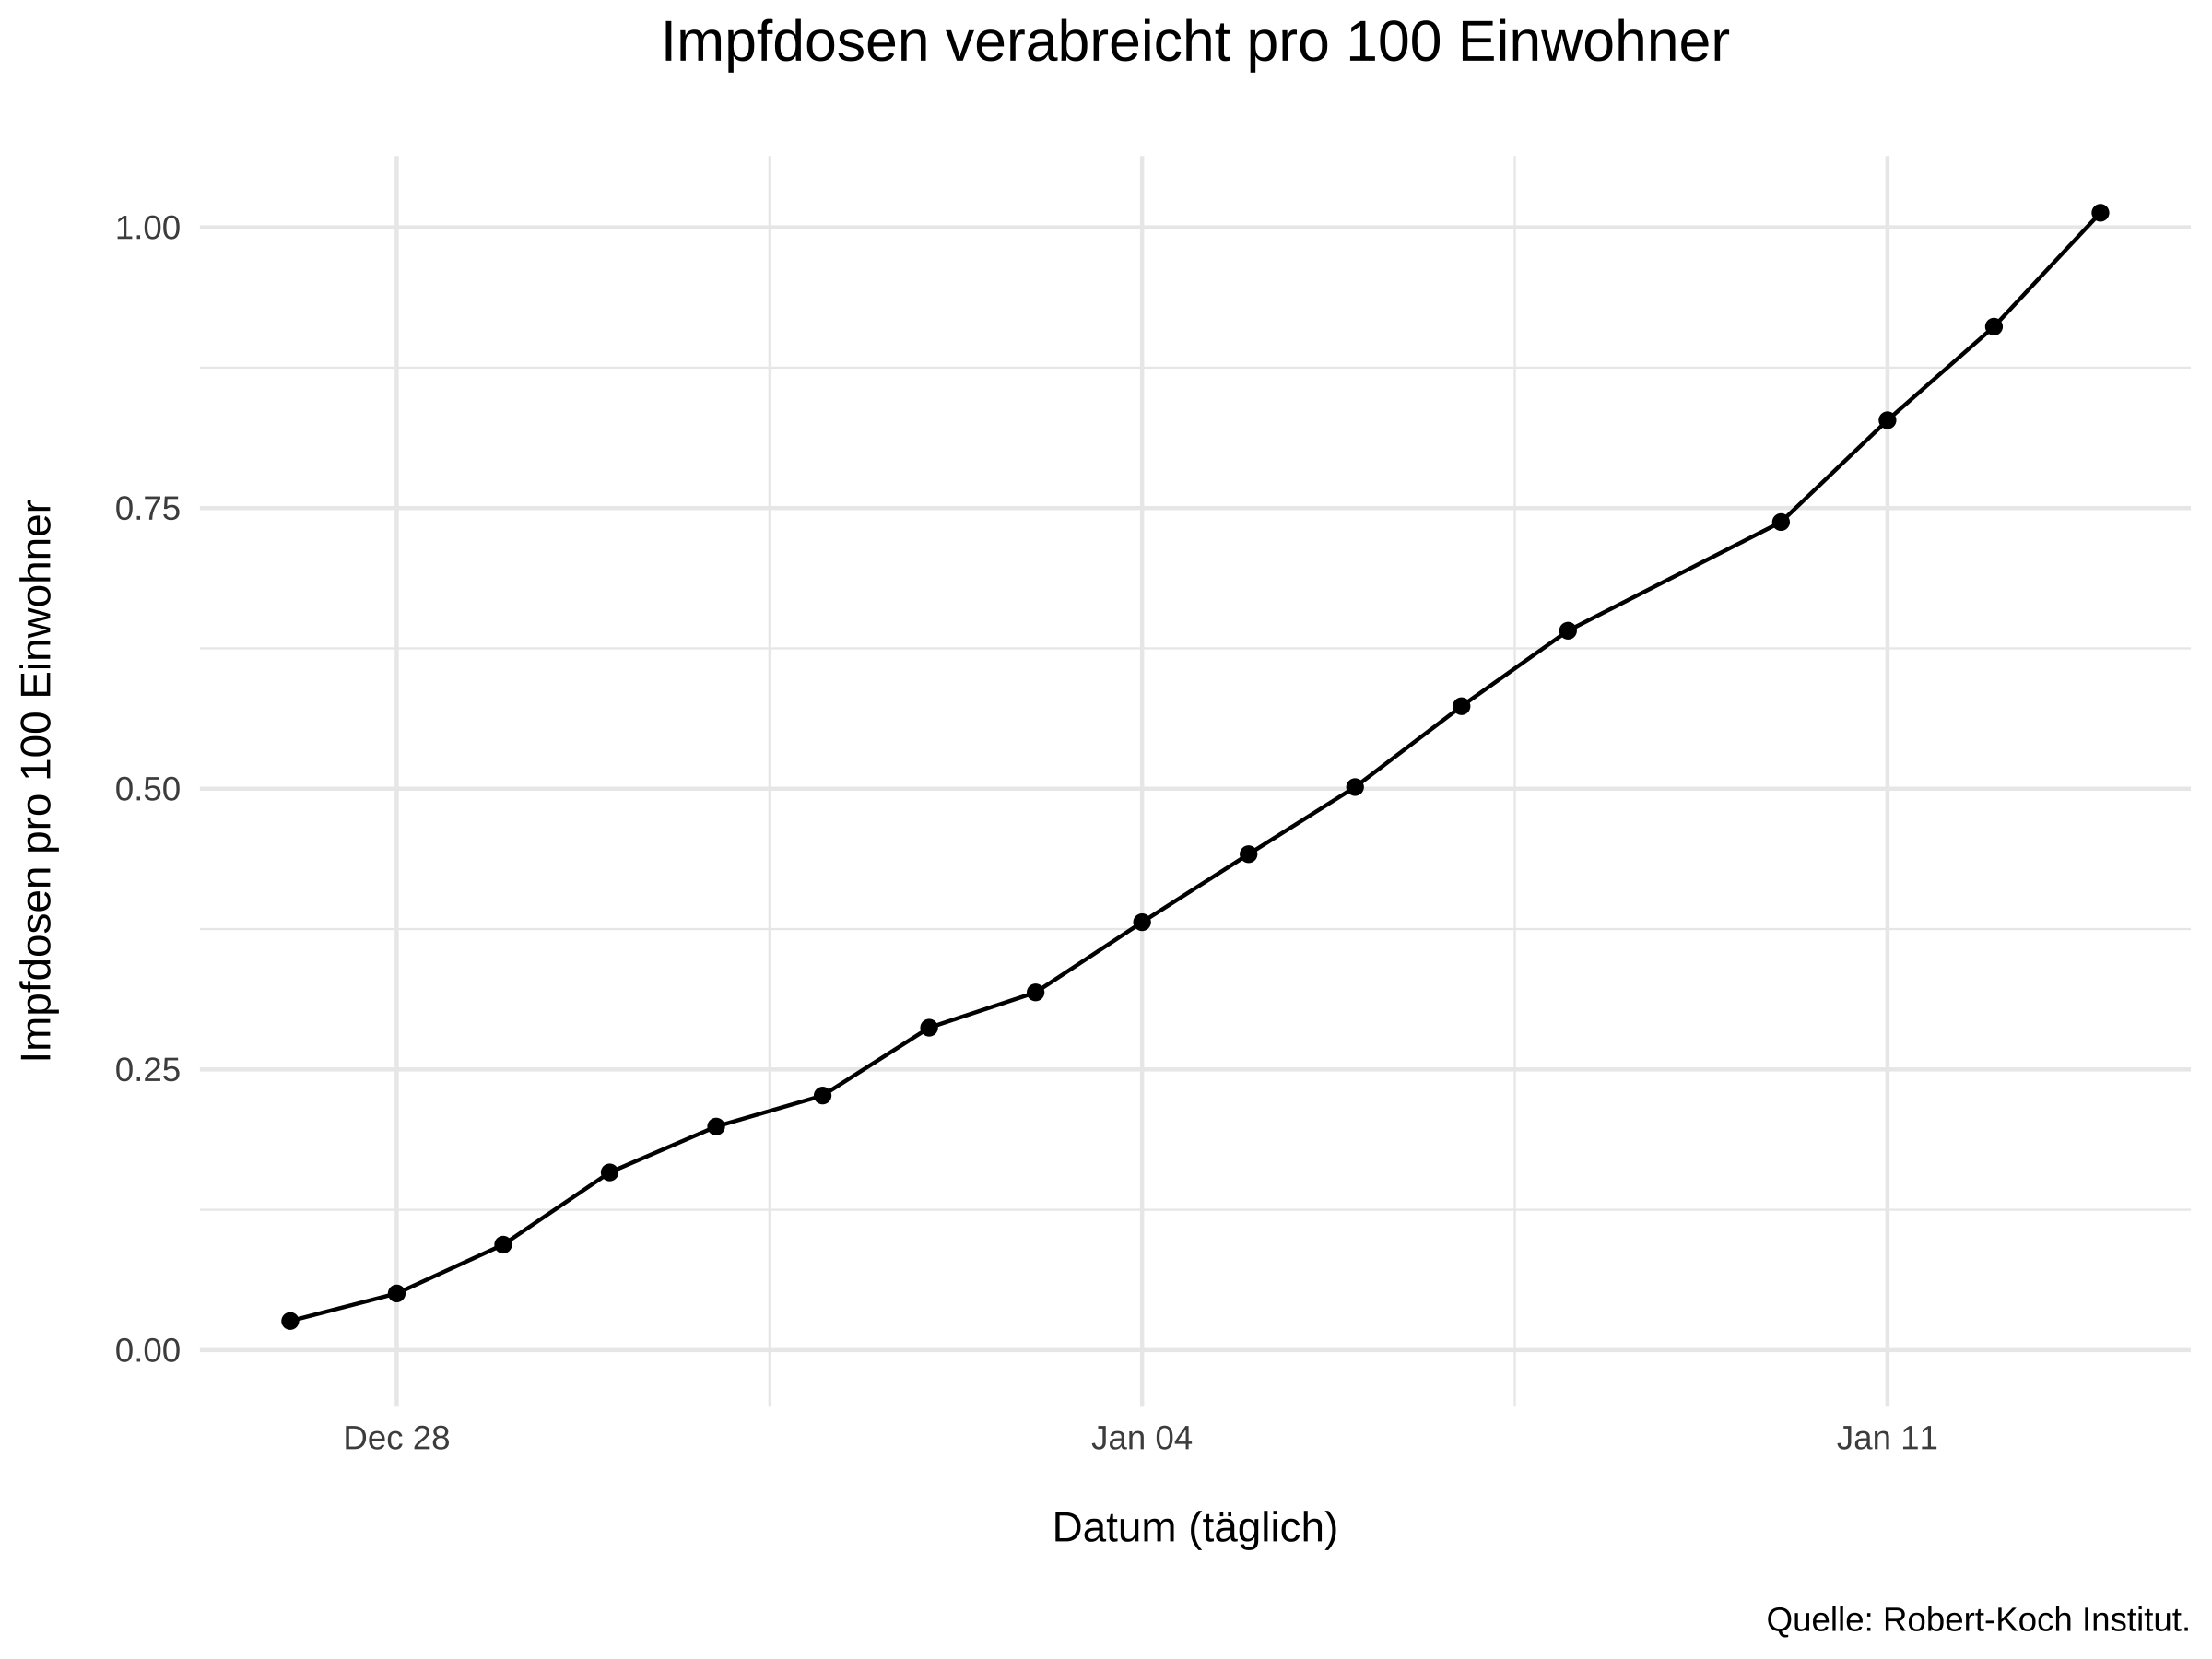 Impfdosen verabreicht pro 100 Einwohner
Impfdosen pro 100 Einwohner
1.00
0.75
0.50
0.25
0.00
Dec 28
Jan 04
Jan 11
Datum (täglich)
Quelle: Robert-Koch Institut.